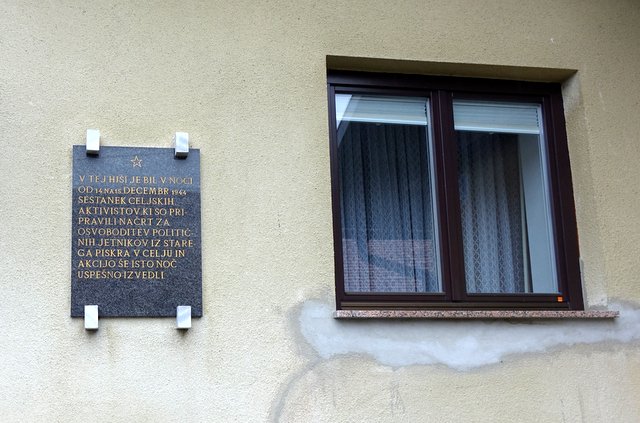 V TEJ HIŠI JE BIL V NOČI
OD 14 NA 15 DECEMBR 1944
SESTANEK CELJSKIH
AKTIVISTOV, KI SO PRI-
PRAVILI NAČRT ZA
OSVOBODITEV POLITIČ-
NIH JETNIKOV IZ STARE-
GA PISKRA V CELJU IN
AKCIJO ŠE ISTO NOČ
USPEŠNO IZVEDLI